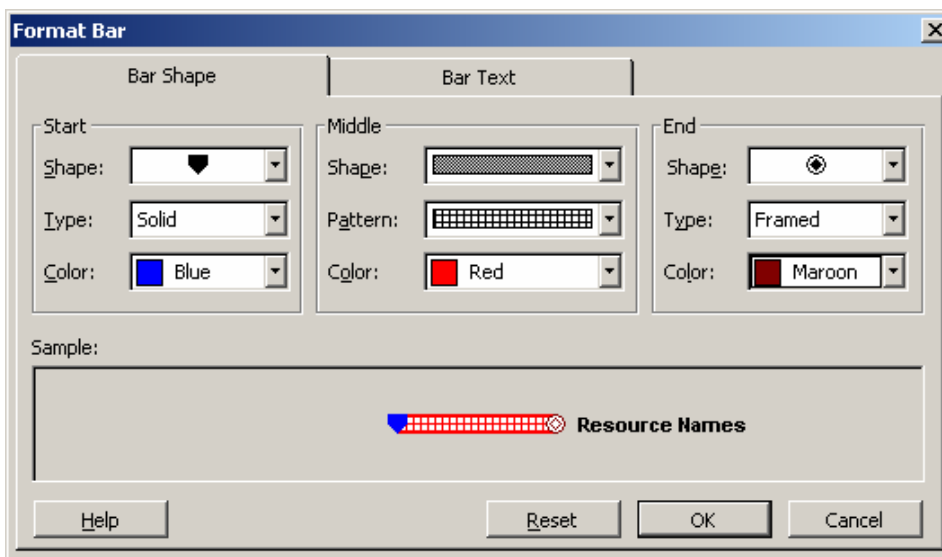 Format Bar
Bar Shape Bar Text
Start Middle End
Shape: Shape: Shape:
Type: Solid Pattern: Type: Framed
Color: Blue Color: Red Color: Maroon
Sample:
Resource Names
Help Reset OK Cancel